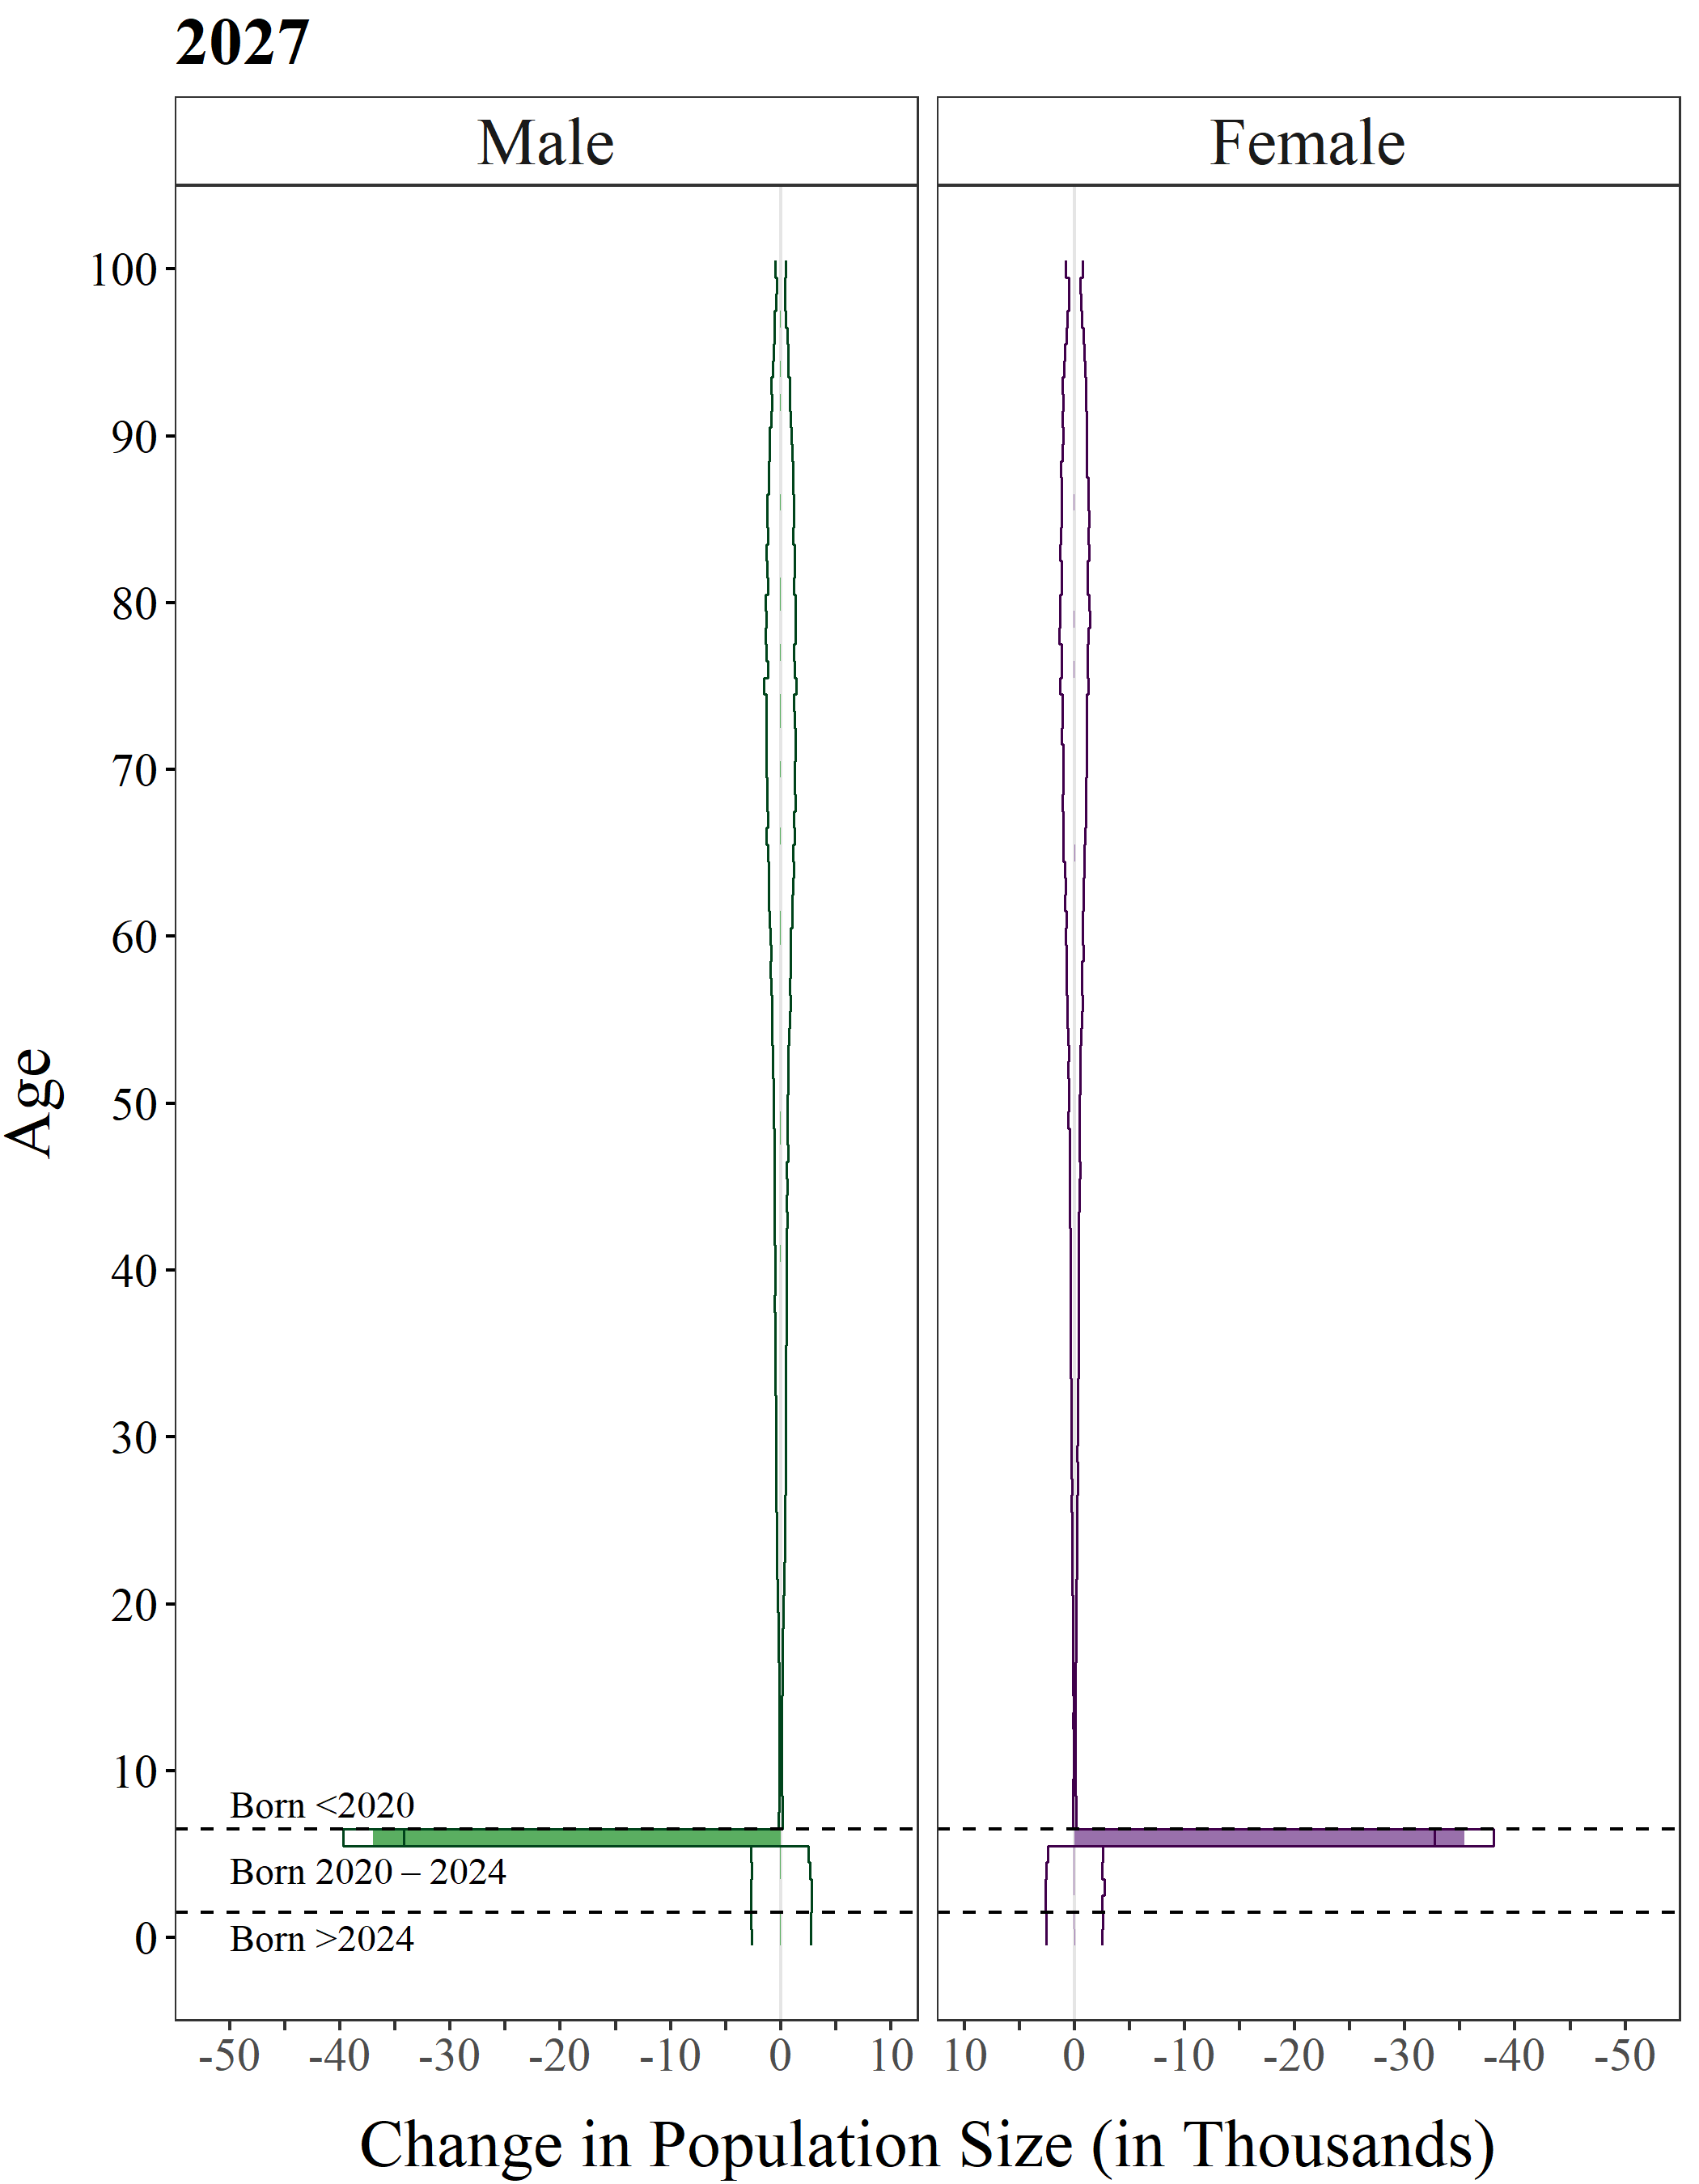 2027
Male Female
100
90
80
70
60
50
40
30
20
10
0
Age
Born <2020
Born 2020 – 2024
Born >2024
-50 -40 -30 -20 -10 0 10 10 0 -10 -20 -30 -40 -50
Change in Population Size (in Thousands)